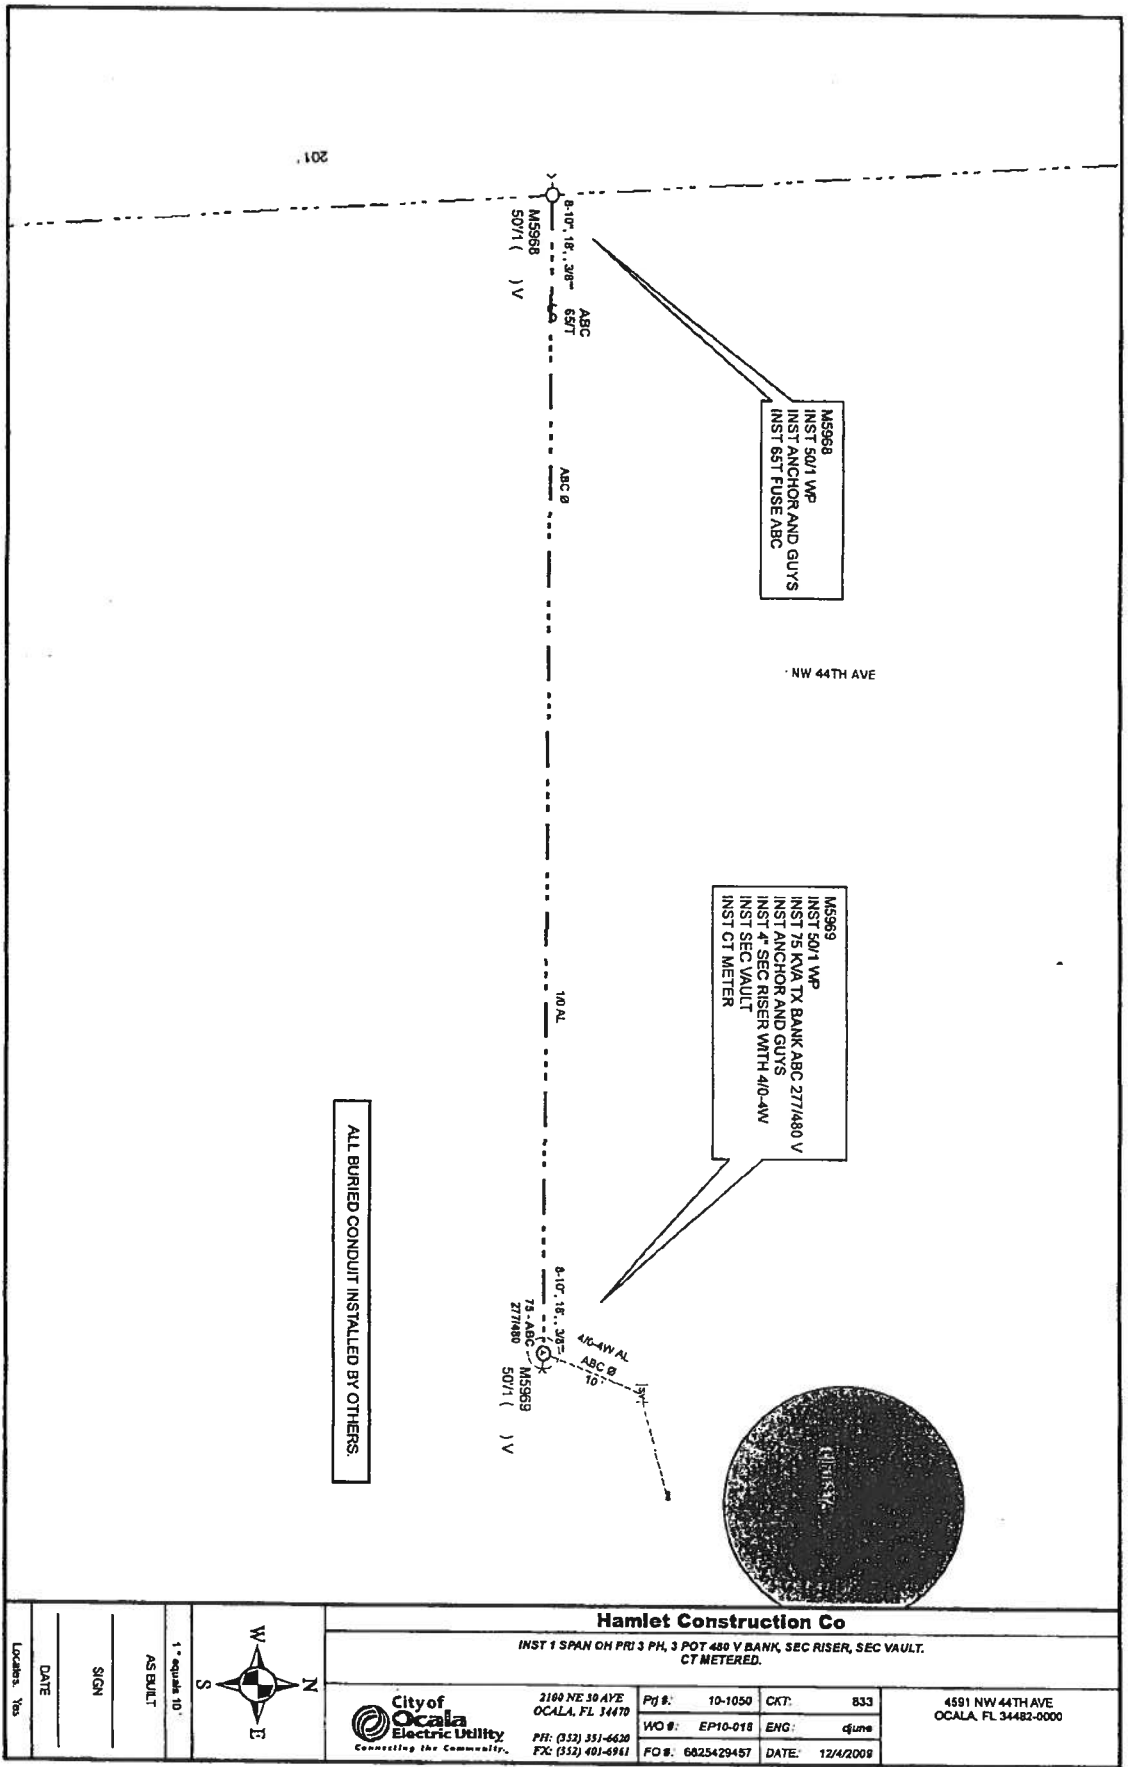 201'
8-10", 18', , 3/8"
M5968
50'/1 ( ) V
ABC
65/T
ABC Ø
1/0 AL
M5968
INST 50/1 WP
INST ANCHOR AND GUYS
INST 65T FUSE ABC
NW 44TH AVE
M5969
INST 50/1 WP
INST 75 KVA TX BANK ABC 277/480 V
INST ANCHOR AND GUYS
INST 4" SEC RISER WITH 4/0-4W
INST SEC VAULT
INST CT METER
8-10", 18', , 3/8"
75 - ABC
277/480
M5969
50'/1 ( ) V
4/0-4W AL
ABC Ø
10'
SV
ALL BURIED CONDUIT INSTALLED BY OTHERS.
Hamlet Construction Co
INST 1 SPAN OH PRI 3 PH, 3 POT 480 V BANK, SEC RISER, SEC VAULT.
CT METERED.
City of
Ocala
Electric Utility
Connecting the Community.
2100 NE 30 AVE
OCALA, FL 34470
PH: (352) 351-6620
FX: (352) 401-6961
Prj #: 10-1050
CKT: 833
WO #: EP10-018
ENG: djune
FO #: 6825429457
DATE: 12/4/2009
4591 NW 44TH AVE
OCALA, FL 34482-0000
N
W
E
S
1 " equals 10 '
AS BUILT
SIGN
DATE
Locates: Yes